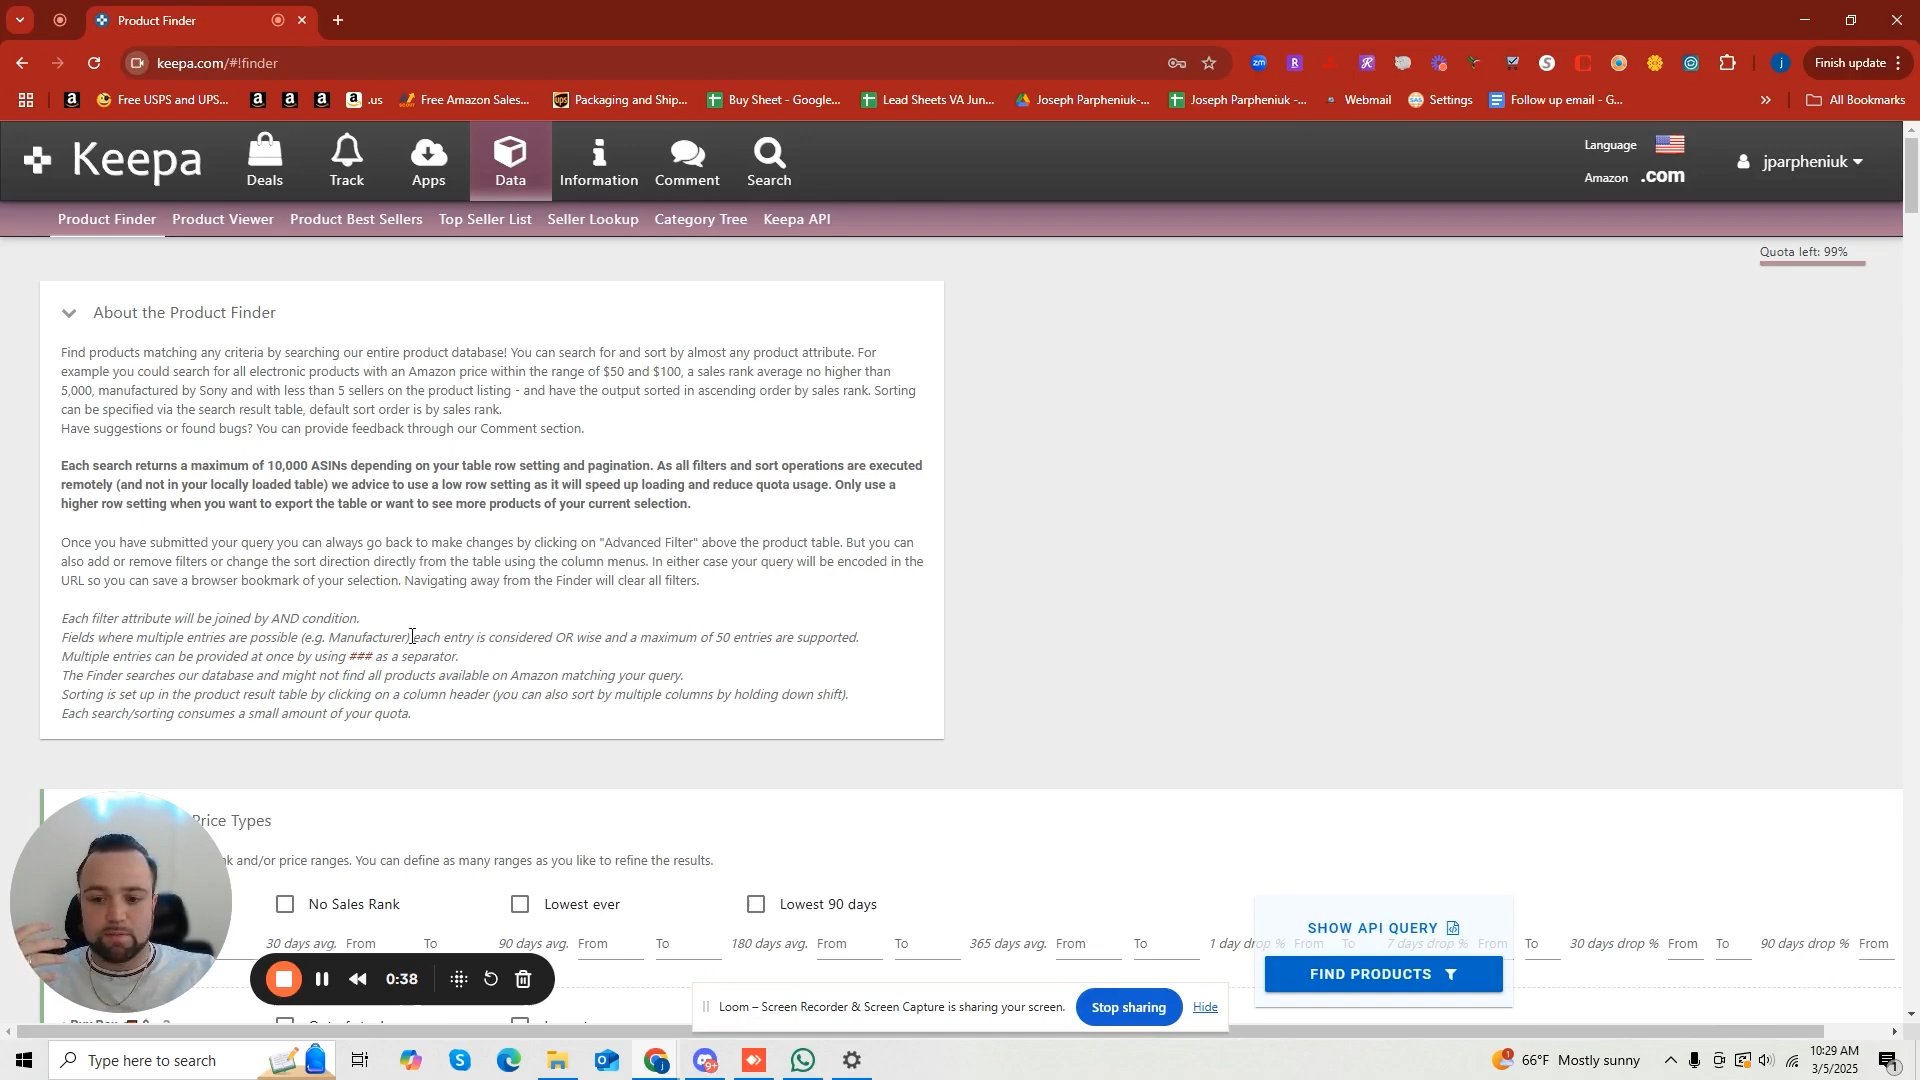 Product Finder
keepa.com/#!finder
Finish update
Free USPS and UPS...
.us
Free Amazon Sales...
Packaging and Ship...
Buy Sheet - Google...
Lead Sheets VA Jun...
Joseph Parpheniuk-...
Joseph Parpheniuk -...
Webmail
Settings
Follow up email - G...
All Bookmarks
Keepa
Deals
Track
Apps
Data
Information
Comment
Search
Language
Amazon .com
jparpheniuk
Product Finder
Product Viewer
Product Best Sellers
Top Seller List
Seller Lookup
Category Tree
Keepa API
Quota left: 99%
About the Product Finder
Find products matching any criteria by searching our entire product database! You can search for and sort by almost any product attribute. For
example you could search for all electronic products with an Amazon price within the range of $50 and $100, a sales rank average no higher than
5,000, manufactured by Sony and with less than 5 sellers on the product listing - and have the output sorted in ascending order by sales rank. Sorting
can be specified via the search result table, default sort order is by sales rank.
Have suggestions or found bugs? You can provide feedback through our Comment section.
Each search returns a maximum of 10,000 ASINs depending on your table row setting and pagination. As all filters and sort operations are executed
remotely (and not in your locally loaded table) we advice to use a low row setting as it will speed up loading and reduce quota usage. Only use a
higher row setting when you want to export the table or want to see more products of your current selection.
Once you have submitted your query you can always go back to make changes by clicking on "Advanced Filter" above the product table. But you can
also add or remove filters or change the sort direction directly from the table using the column menus. In either case your query will be encoded in the
URL so you can save a browser bookmark of your selection. Navigating away from the Finder will clear all filters.
Each filter attribute will be joined by AND condition.
Fields where multiple entries are possible (e.g. Manufacturer) each entry is considered OR wise and a maximum of 50 entries are supported.
Multiple entries can be provided at once by using ### as a separator.
The Finder searches our database and might not find all products available on Amazon matching your query.
Sorting is set up in the product result table by clicking on a column header (you can also sort by multiple columns by holding down shift).
Each search/sorting consumes a small amount of your quota.
Price Types
and/or price ranges. You can define as many ranges as you like to refine the results.
No Sales Rank
Lowest ever
Lowest 90 days
30 days avg. From To 90 days avg. From To 180 days avg. From To 365 days avg. From To 1 day drop % From To 7 days drop % From To 30 days drop % From To 90 days drop % From
SHOW API QUERY
FIND PRODUCTS
0:38
Loom – Screen Recorder & Screen Capture is sharing your screen.
Stop sharing
Hide
Type here to search
66°F Mostly sunny
10:29 AM
3/5/2025